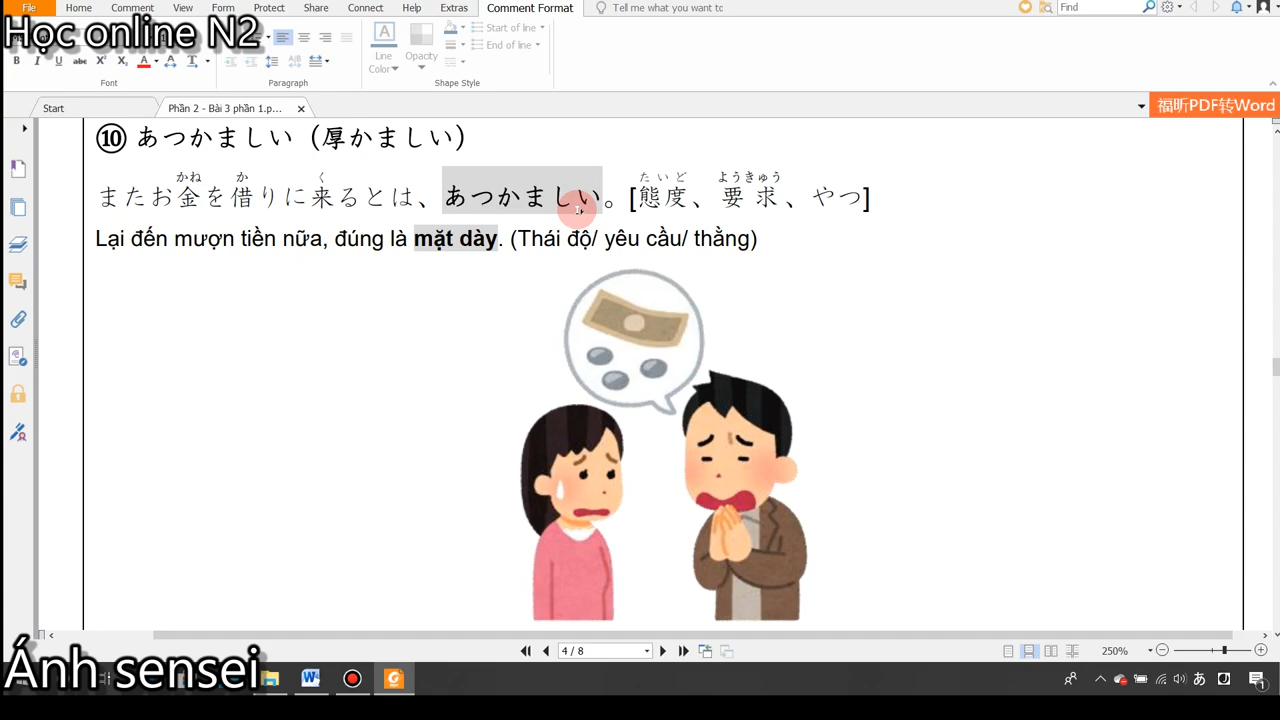 File Home Comment View Form Protect Share Connect Help Extras Comment Format Tell me what you want to Find
Học online N2
Start of line
End of line
Line Color
Opacity
Font Paragraph Shape Style
Start Phần 2 - Bài 3 phần 1.p...
福昕PDF转Word
⑩ あつかましい（厚かましい）
かね か く たいど ようきゅう
またお金を借りに来るとは、あつかましい。[態度、要求、やつ]
Lại đến mượn tiền nữa, đúng là mặt dày. (Thái độ/ yêu cầu/ thằng)
4 / 8
250%
Ánh sensei